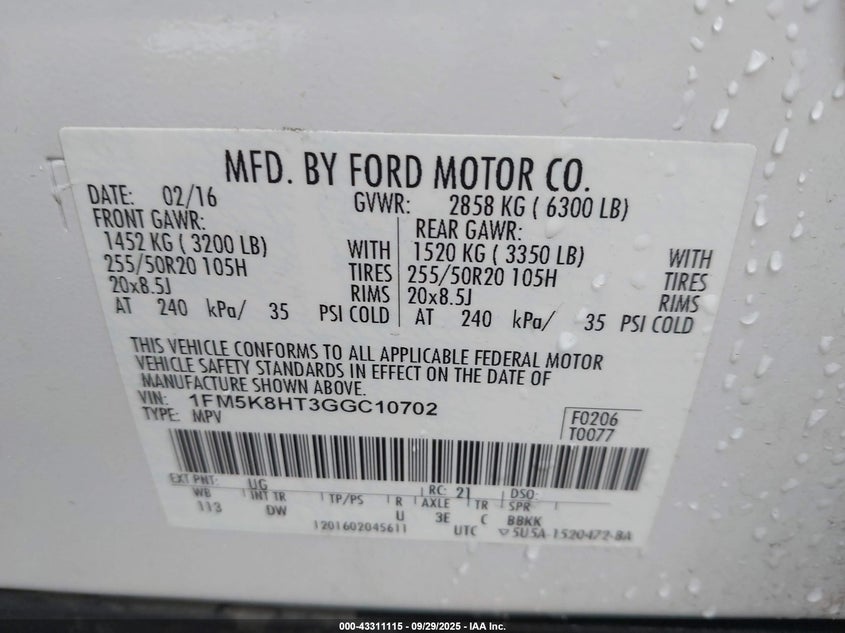 MFD. BY FORD MOTOR CO.
DATE: 02/16 GVWR: 2858 KG ( 6300 LB)
FRONT GAWR: REAR GAWR:
1452 KG ( 3200 LB) WITH 1520 KG ( 3350 LB) WITH
255/50R20 105H TIRES 255/50R20 105H TIRES
20x8.5J RIMS 20x8.5J RIMS
AT 240 kPa/ 35 PSI COLD AT 240 kPa/ 35 PSI COLD
THIS VEHICLE CONFORMS TO ALL APPLICABLE FEDERAL MOTOR
VEHICLE SAFETY STANDARDS IN EFFECT ON THE DATE OF
MANUFACTURE SHOWN ABOVE.
VIN: 1FM5K8HT3GGC10702
TYPE: MPV
F0206
T0077
EXT PNT: UG RC: 21 DSO:
WB INT TR TP/PS R AXLE TR SPR
113 DW U 3E C BBKK
1201602045611 UTC ▽5U5A-1520472-BA
000-43311115 - 09/29/2025 - IAA Inc.